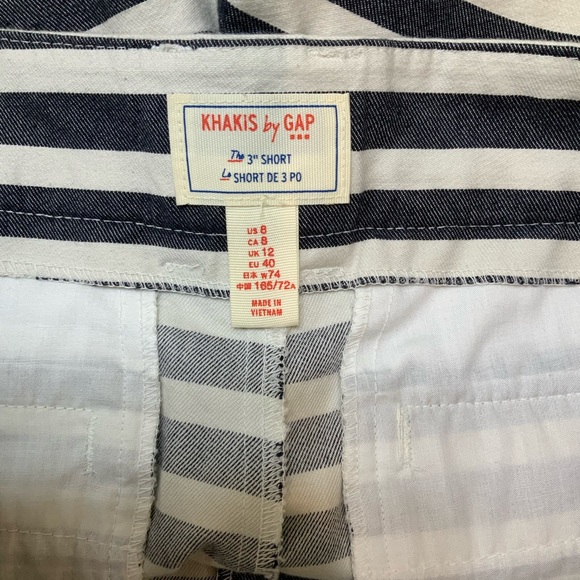 KHAKIS by GAP
The 3" SHORT
Le SHORT DE 3 PO
US 8
CA 8
UK 12
EU 40
日本 W74
中国 165/72A
MADE IN
VIETNAM